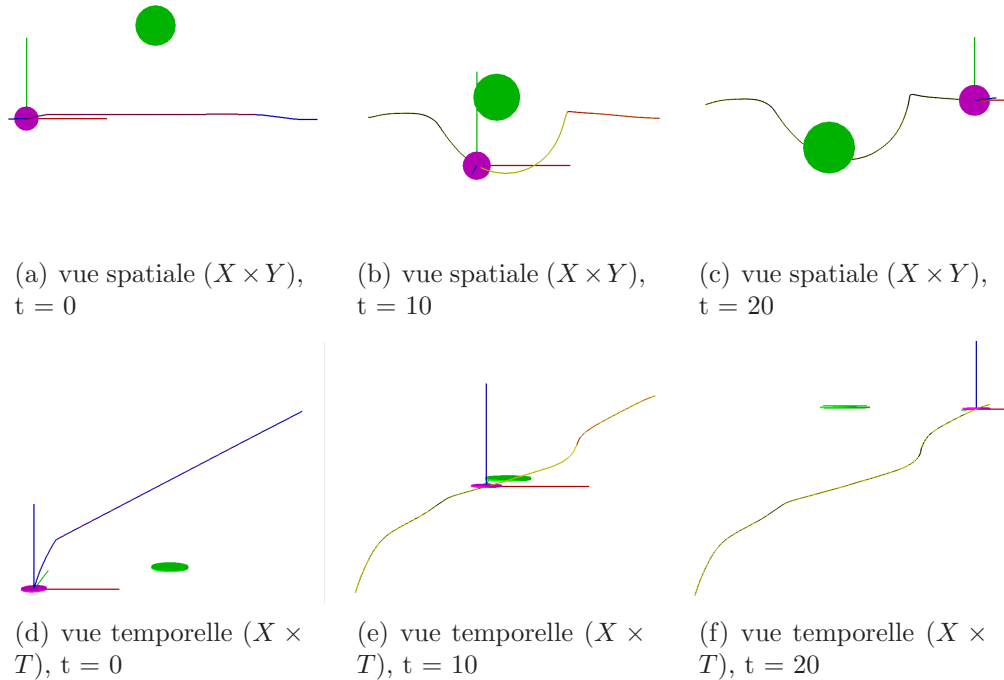 (a) vue spatiale (X × Y),
t = 0
(b) vue spatiale (X × Y),
t = 10
(c) vue spatiale (X × Y),
t = 20
(d) vue temporelle (X ×
T), t = 0
(e) vue temporelle (X ×
T), t = 10
(f) vue temporelle (X ×
T), t = 20